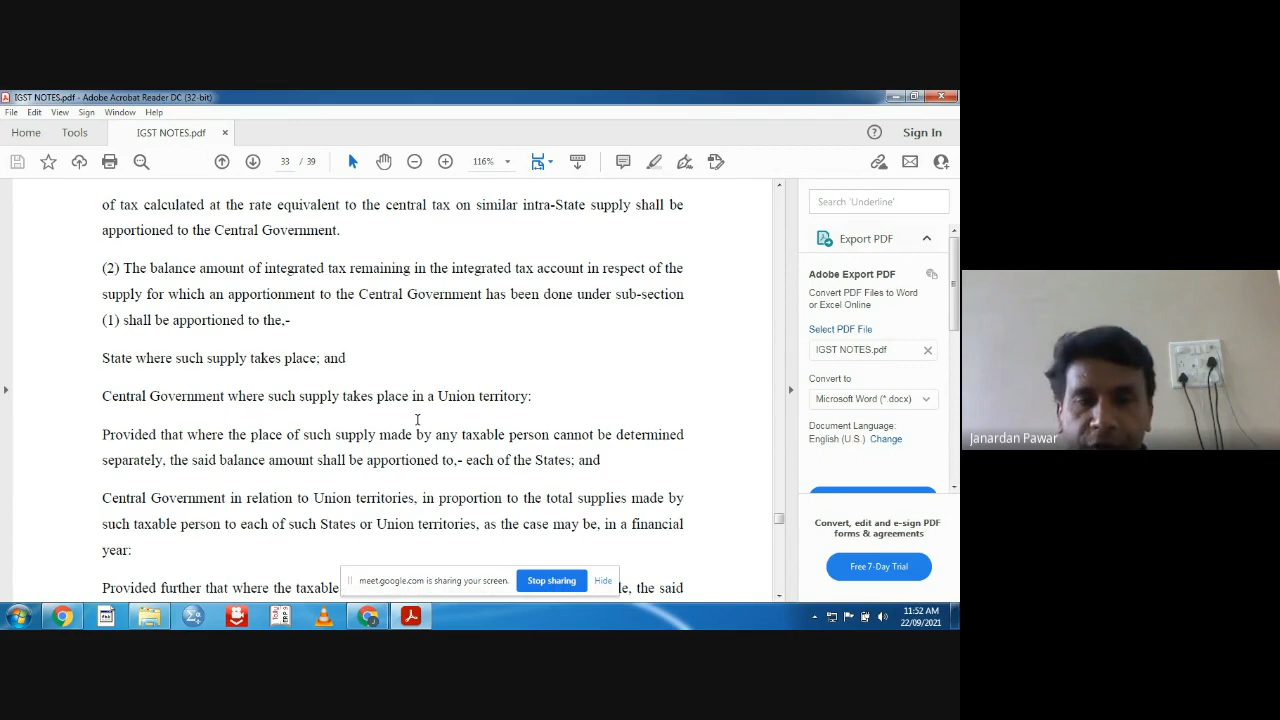 IGST NOTES.pdf - Adobe Acrobat Reader DC (32-bit)
File Edit View Sign Window Help
Home Tools IGST NOTES.pdf × Sign In
33 / 39 116%
of tax calculated at the rate equivalent to the central tax on similar intra-State supply shall be
apportioned to the Central Government.
(2) The balance amount of integrated tax remaining in the integrated tax account in respect of the
supply for which an apportionment to the Central Government has been done under sub-section
(1) shall be apportioned to the,-
State where such supply takes place; and
Central Government where such supply takes place in a Union territory:
Provided that where the place of such supply made by any taxable person cannot be determined
separately, the said balance amount shall be apportioned to,- each of the States; and
Central Government in relation to Union territories, in proportion to the total supplies made by
such taxable person to each of such States or Union territories, as the case may be, in a financial
year:
Provided further that where the taxable
the said
meet.google.com is sharing your screen. Stop sharing Hide
Search 'Underline'
Export PDF
Adobe Export PDF
Convert PDF Files to Word
or Excel Online
Select PDF File
IGST NOTES.pdf
Convert to
Microsoft Word (*.docx)
Document Language:
English (U.S.) Change
Convert, edit and e-sign PDF
forms & agreements
Free 7-Day Trial
11:52 AM
22/09/2021
Janardan Pawar